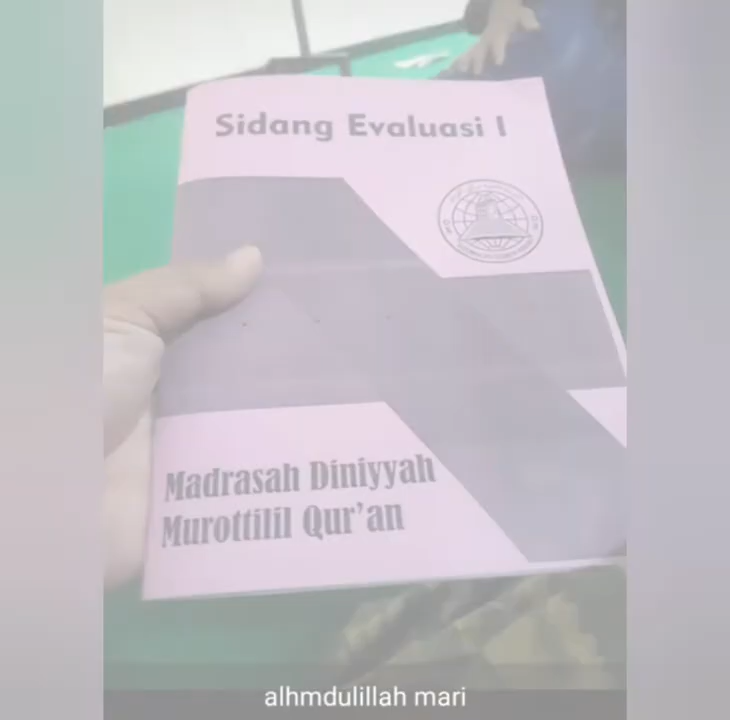 Sidang Evaluasi I
Madrasah Diniyyah
Murottilil Qur'an
alhmdulillah mari